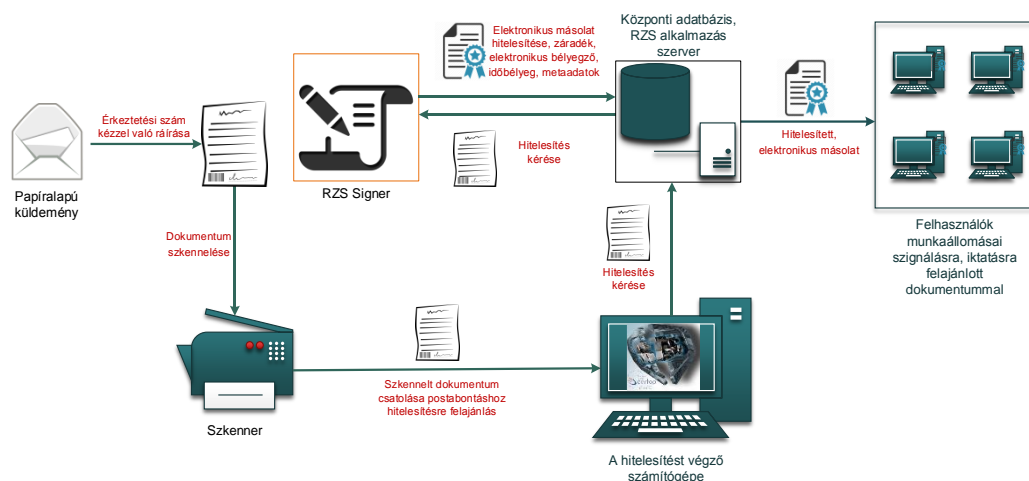 Érkeztetési szám
kézzel való ráírása
Papíralapú
küldemény
Dokumentum
szkennelése
Szkenner
Szkennelt dokumentum
csatolása postabontáshoz
hitelesítésre felajánlás
A hitelesítést végző
számítógépe
Hitelesítés
kérése
Központi adatbázis,
RZS alkalmazás
szerver
Hitelesítés
kérése
RZS Signer
Elektronikus másolat
hitelesítése, záradék,
elektronikus bélyegző,
időbélyeg, metaadatok
Hitelesített,
elektronikus másolat
Felhasználók
munkaállomásai
szignálásra, iktatásra
felajánlott
dokumentummal